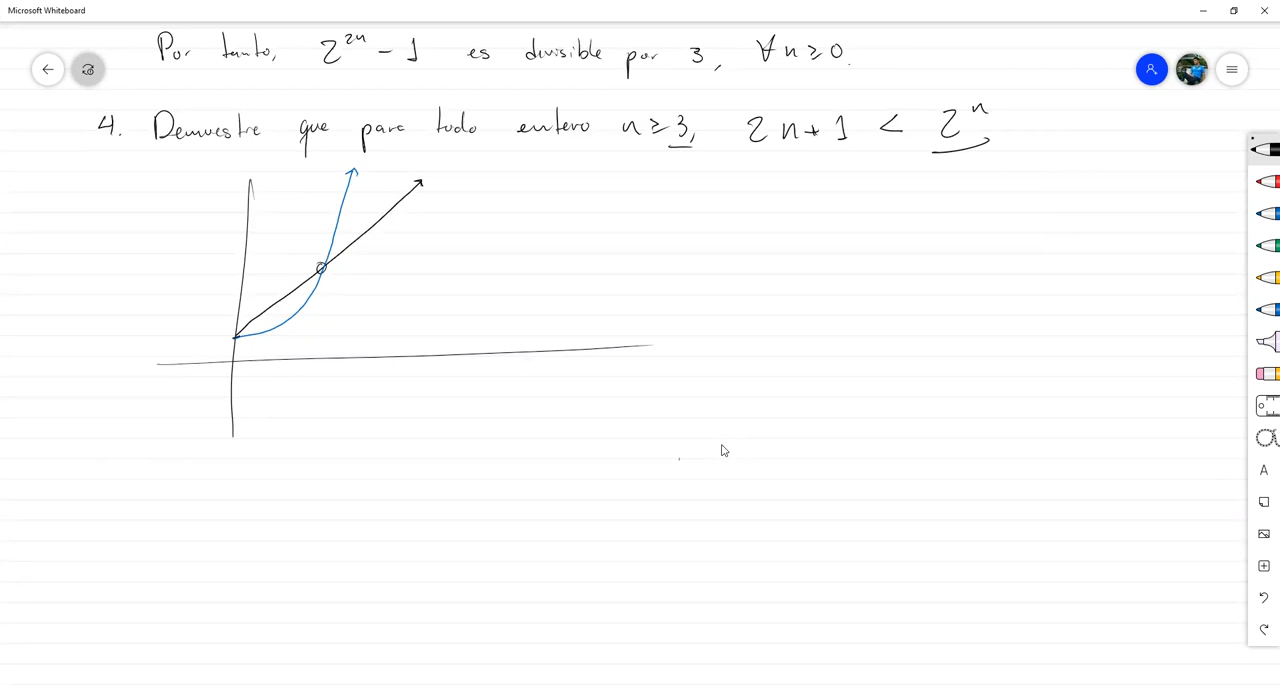 Microsoft Whiteboard
Por tanto, 2^{2n} - 1 es divisible por 3, ∀n ≥ 0.
4. Demuestre que para todo entero n ≥ 3, 2n + 1 < 2^n
A